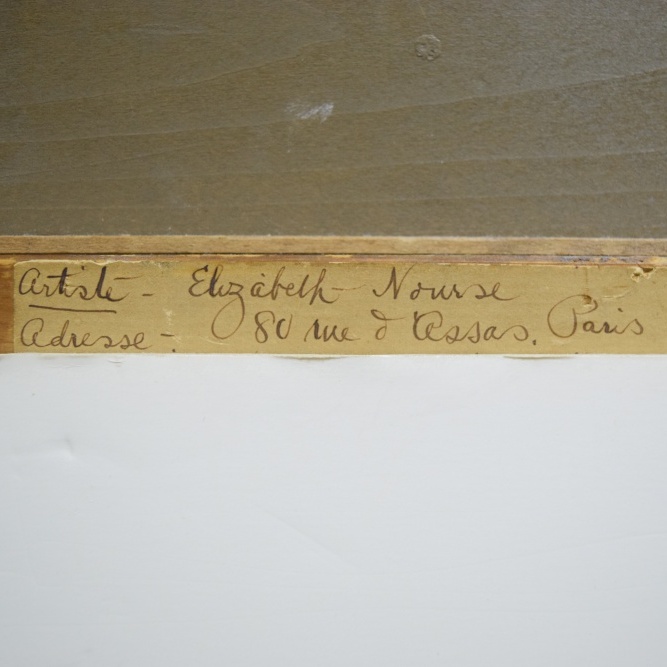 Artiste - Elizabeth Nourse
Adresse - 80 rue d'Assas. Paris